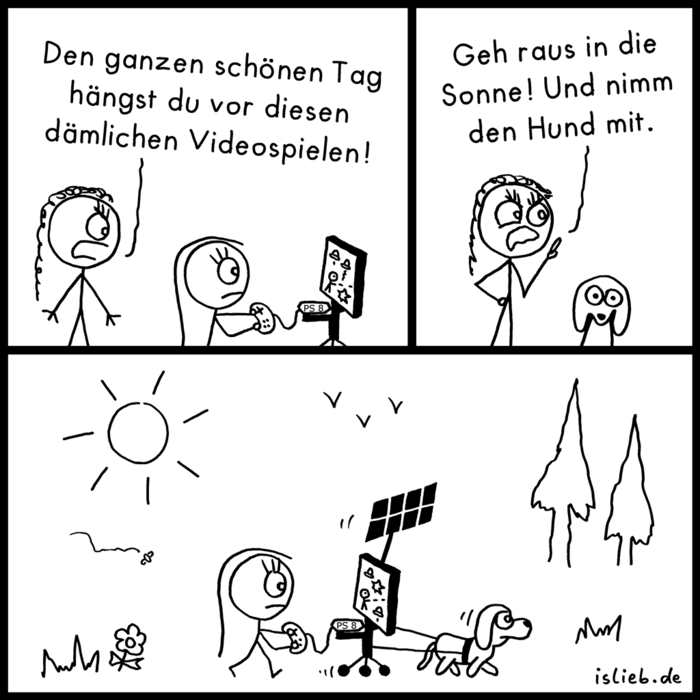 Den ganzen schönen Tag
hängst du vor diesen
dämlichen Videospielen!
PS 8
Geh raus in die
Sonne! Und nimm
den Hund mit.
PS 8
islieb.de